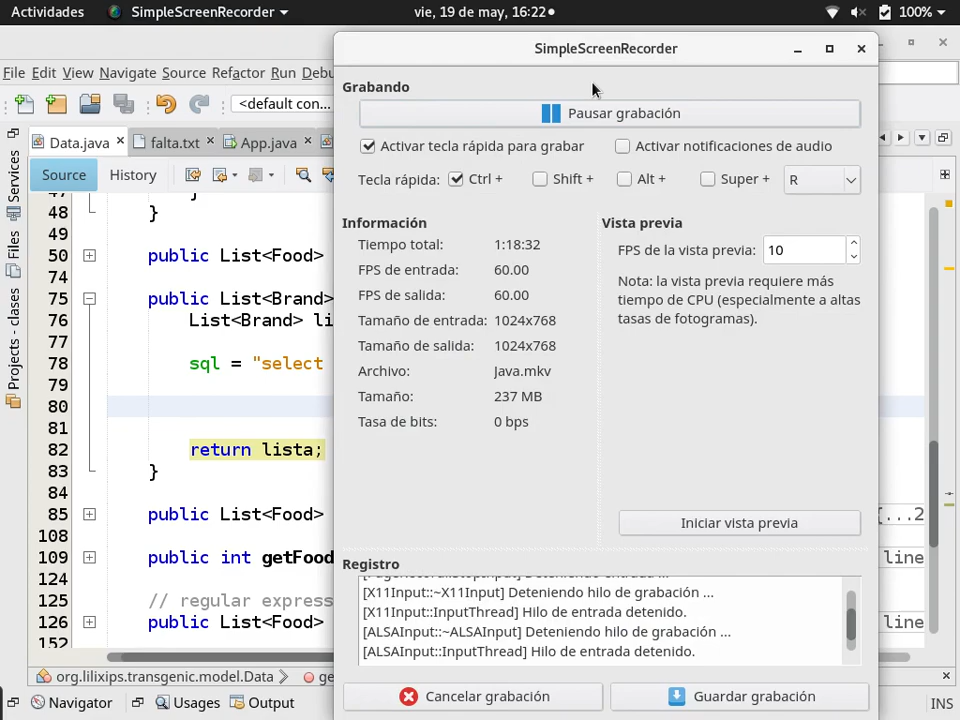 Actividades SimpleScreenRecorder vie, 19 de may, 16:22 100%
SimpleScreenRecorder
File Edit View Navigate Source Refactor Run Debu
<default con...
Data.java falta.txt App.java
Source History
Services
Files
Projects - clases
48 }
49
50 public List<Food>
74
75 public List<Brand>
76 List<Brand> li
77
78 sql = "select
79
80
81
82 return lista;
83 }
84
85 public List<Food> {...2
108
109 public int getFood line
124
125 // regular express
126 public List<Food> line
152
org.lilixips.transgenic.model.Data ge
Navigator Usages Output INS
Grabando
Pausar grabación
Activar tecla rápida para grabar Activar notificaciones de audio
Tecla rápida: Ctrl + Shift + Alt + Super + R
Información
Tiempo total: 1:18:32
FPS de entrada: 60.00
FPS de salida: 60.00
Tamaño de entrada: 1024x768
Tamaño de salida: 1024x768
Archivo: Java.mkv
Tamaño: 237 MB
Tasa de bits: 0 bps
Vista previa
FPS de la vista previa: 10
Nota: la vista previa requiere más
tiempo de CPU (especialmente a altas
tasas de fotogramas).
Iniciar vista previa
Registro
[X11Input::~X11Input] Deteniendo hilo de grabación ...
[X11Input::InputThread] Hilo de entrada detenido.
[ALSAInput::~ALSAInput] Deteniendo hilo de grabación ...
[ALSAInput::InputThread] Hilo de entrada detenido.
Cancelar grabación Guardar grabación